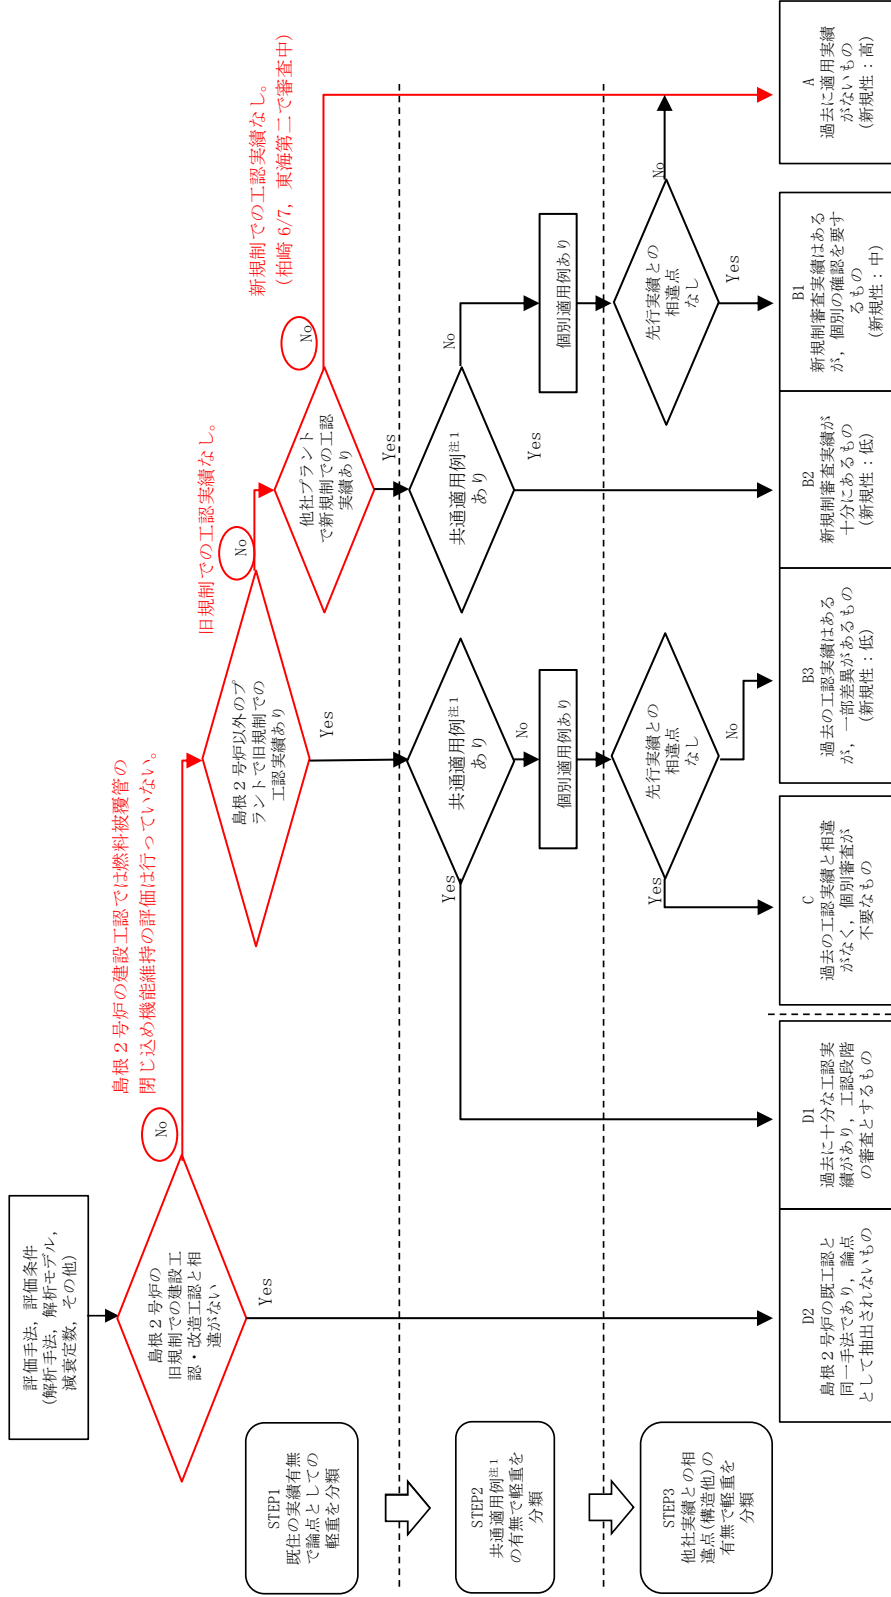 評価手法，評価条件
(解析手法，解析モデル，
減衰定数，その他)
島根２号炉の
旧規制での建設工
認・改造工認と相
違がない
No
Yes
島根２号炉の建設工認では燃料被覆管の
閉じ込め機能維持の評価は行っていない。
島根２号炉以外のプ
ラントで旧規制での
工認実績あり
No
Yes
旧規制での工認実績なし。
他社プラント
で新規制での工認
実績あり
No
Yes
新規制での工認実績なし。
(柏崎 6/7，東海第二で審査中)
STEP1
既往の実績有無
で論点としての
軽重を分類
STEP2
共通適用例注１
の有無で軽重を
分類
STEP3
他社実績との相
違点(構造他)の
有無で軽重を
分類
共通適用例注１
あり
Yes
No
個別適用例あり
先行実績との
相違点
なし
Yes
No
共通適用例注１
あり
Yes
No
個別適用例あり
先行実績との
相違点
なし
Yes
No
D2
島根２号炉の既工認と
同一手法であり，論点
として抽出されないもの
D1
過去に十分な工認実
績があり，工認段階
の審査とするもの
C
過去の工認実績と相違
がなく，個別審査が
不要なもの
B3
過去の工認実績はある
が，一部差異があるもの
(新規性：低)
B2
新規制審査実績が
十分にあるもの
(新規性：低)
B1
新規制審査実績はある
が，個別の確認を要す
るもの
(新規性：中)
A
過去に適用実績
がないもの
(新規性：高)